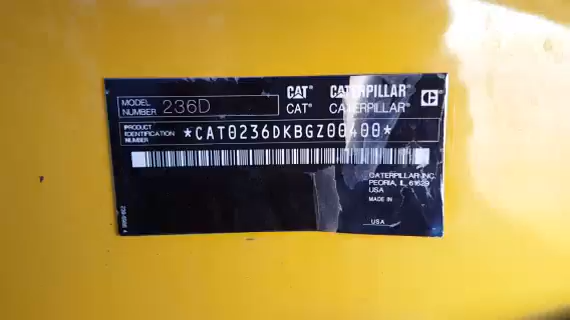 MODEL NUMBER 236D
CAT® CATERPILLAR®
CAT® CATERPILLAR®
PRODUCT IDENTIFICATION NUMBER *CAT0236DKBGZ00400*
CATERPILLAR INC.
PEORIA, IL 61629
USA
MADE IN
USA